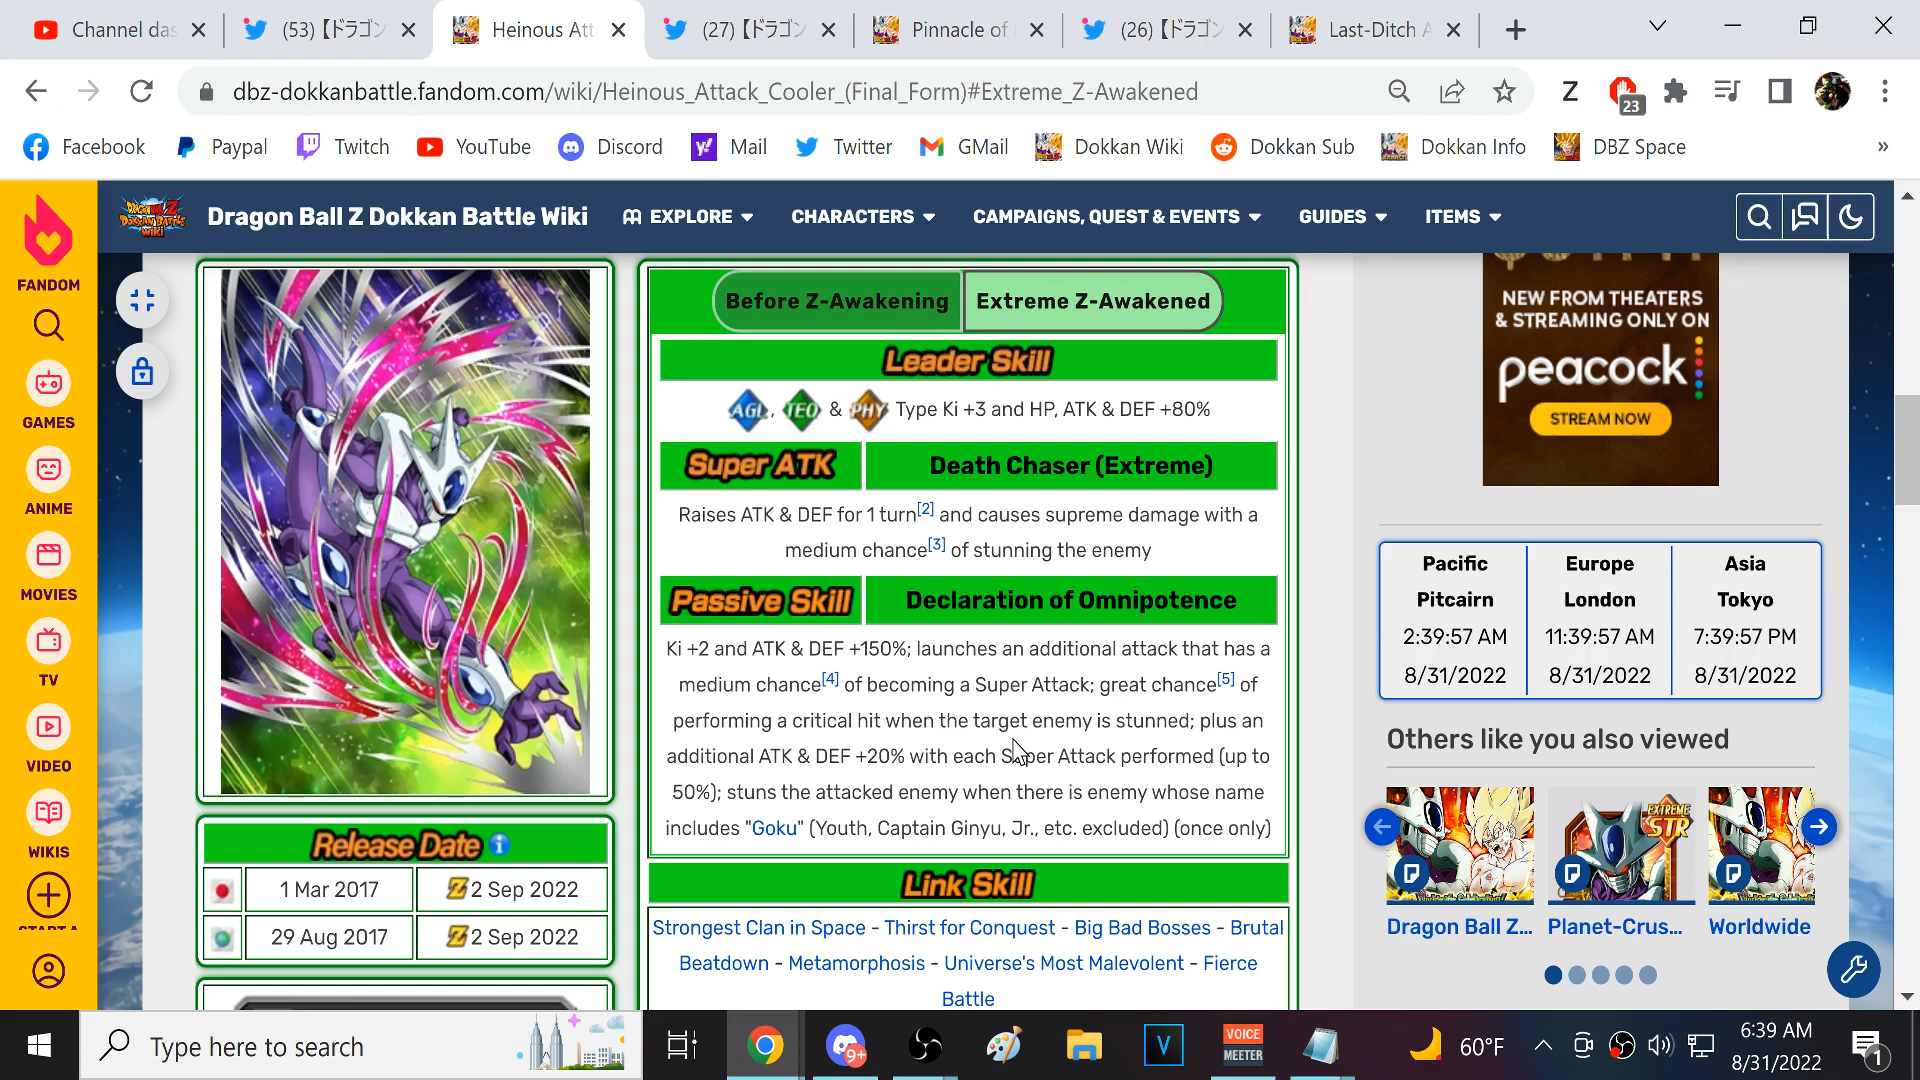 Channel das
(53) 【ドラゴン
Heinous Atta
(27) 【ドラゴン
Pinnacle of
(26) 【ドラゴン
Last-Ditch A
dbz-dokkanbattle.fandom.com/wiki/Heinous_Attack_Cooler_(Final_Form)#Extreme_Z-Awakened
Z
23
Facebook
Paypal
Twitch
YouTube
Discord
Mail
Twitter
GMail
Dokkan Wiki
Dokkan Sub
Dokkan Info
DBZ Space
»
Dragon Ball Z Dokkan Battle Wiki
EXPLORE
CHARACTERS
CAMPAIGNS, QUEST & EVENTS
GUIDES
ITEMS
FANDOM
GAMES
ANIME
MOVIES
TV
VIDEO
WIKIS
START A
Before Z-Awakening
Extreme Z-Awakened
Leader Skill
AGL, TEQ & PHY Type Ki +3 and HP, ATK & DEF +80%
Super ATK
Death Chaser (Extreme)
Raises ATK & DEF for 1 turn[2] and causes supreme damage with a
medium chance[3] of stunning the enemy
Passive Skill
Declaration of Omnipotence
Ki +2 and ATK & DEF +150%; launches an additional attack that has a
medium chance[4] of becoming a Super Attack; great chance[5] of
performing a critical hit when the target enemy is stunned; plus an
additional ATK & DEF +20% with each Super Attack performed (up to
50%); stuns the attacked enemy when there is enemy whose name
includes "Goku" (Youth, Captain Ginyu, Jr., etc. excluded) (once only)
Link Skill
Strongest Clan in Space - Thirst for Conquest - Big Bad Bosses - Brutal
Beatdown - Metamorphosis - Universe's Most Malevolent - Fierce
Battle
Release Date
1 Mar 2017
Z 2 Sep 2022
29 Aug 2017
Z 2 Sep 2022
NEW FROM THEATERS
& STREAMING ONLY ON
peacock
STREAM NOW
Pacific
Pitcairn
2:39:57 AM
8/31/2022
Europe
London
11:39:57 AM
8/31/2022
Asia
Tokyo
7:39:57 PM
8/31/2022
Others like you also viewed
EXTREME
STR
Dragon Ball Z...
Planet-Crus...
Worldwide
Type here to search
9+
V
VOICE
MEETER
60°F
6:39 AM
8/31/2022
1